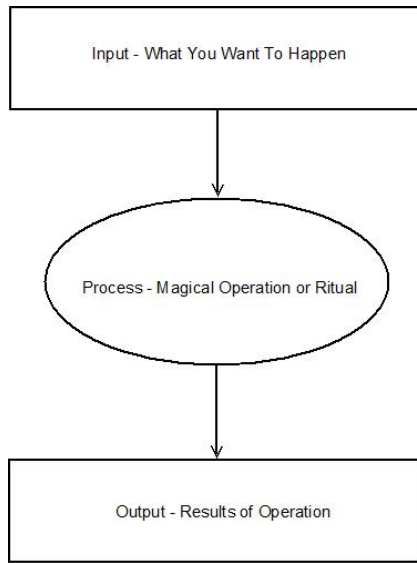 Input - What You Want To Happen
Process - Magical Operation or Ritual
Output - Results of Operation